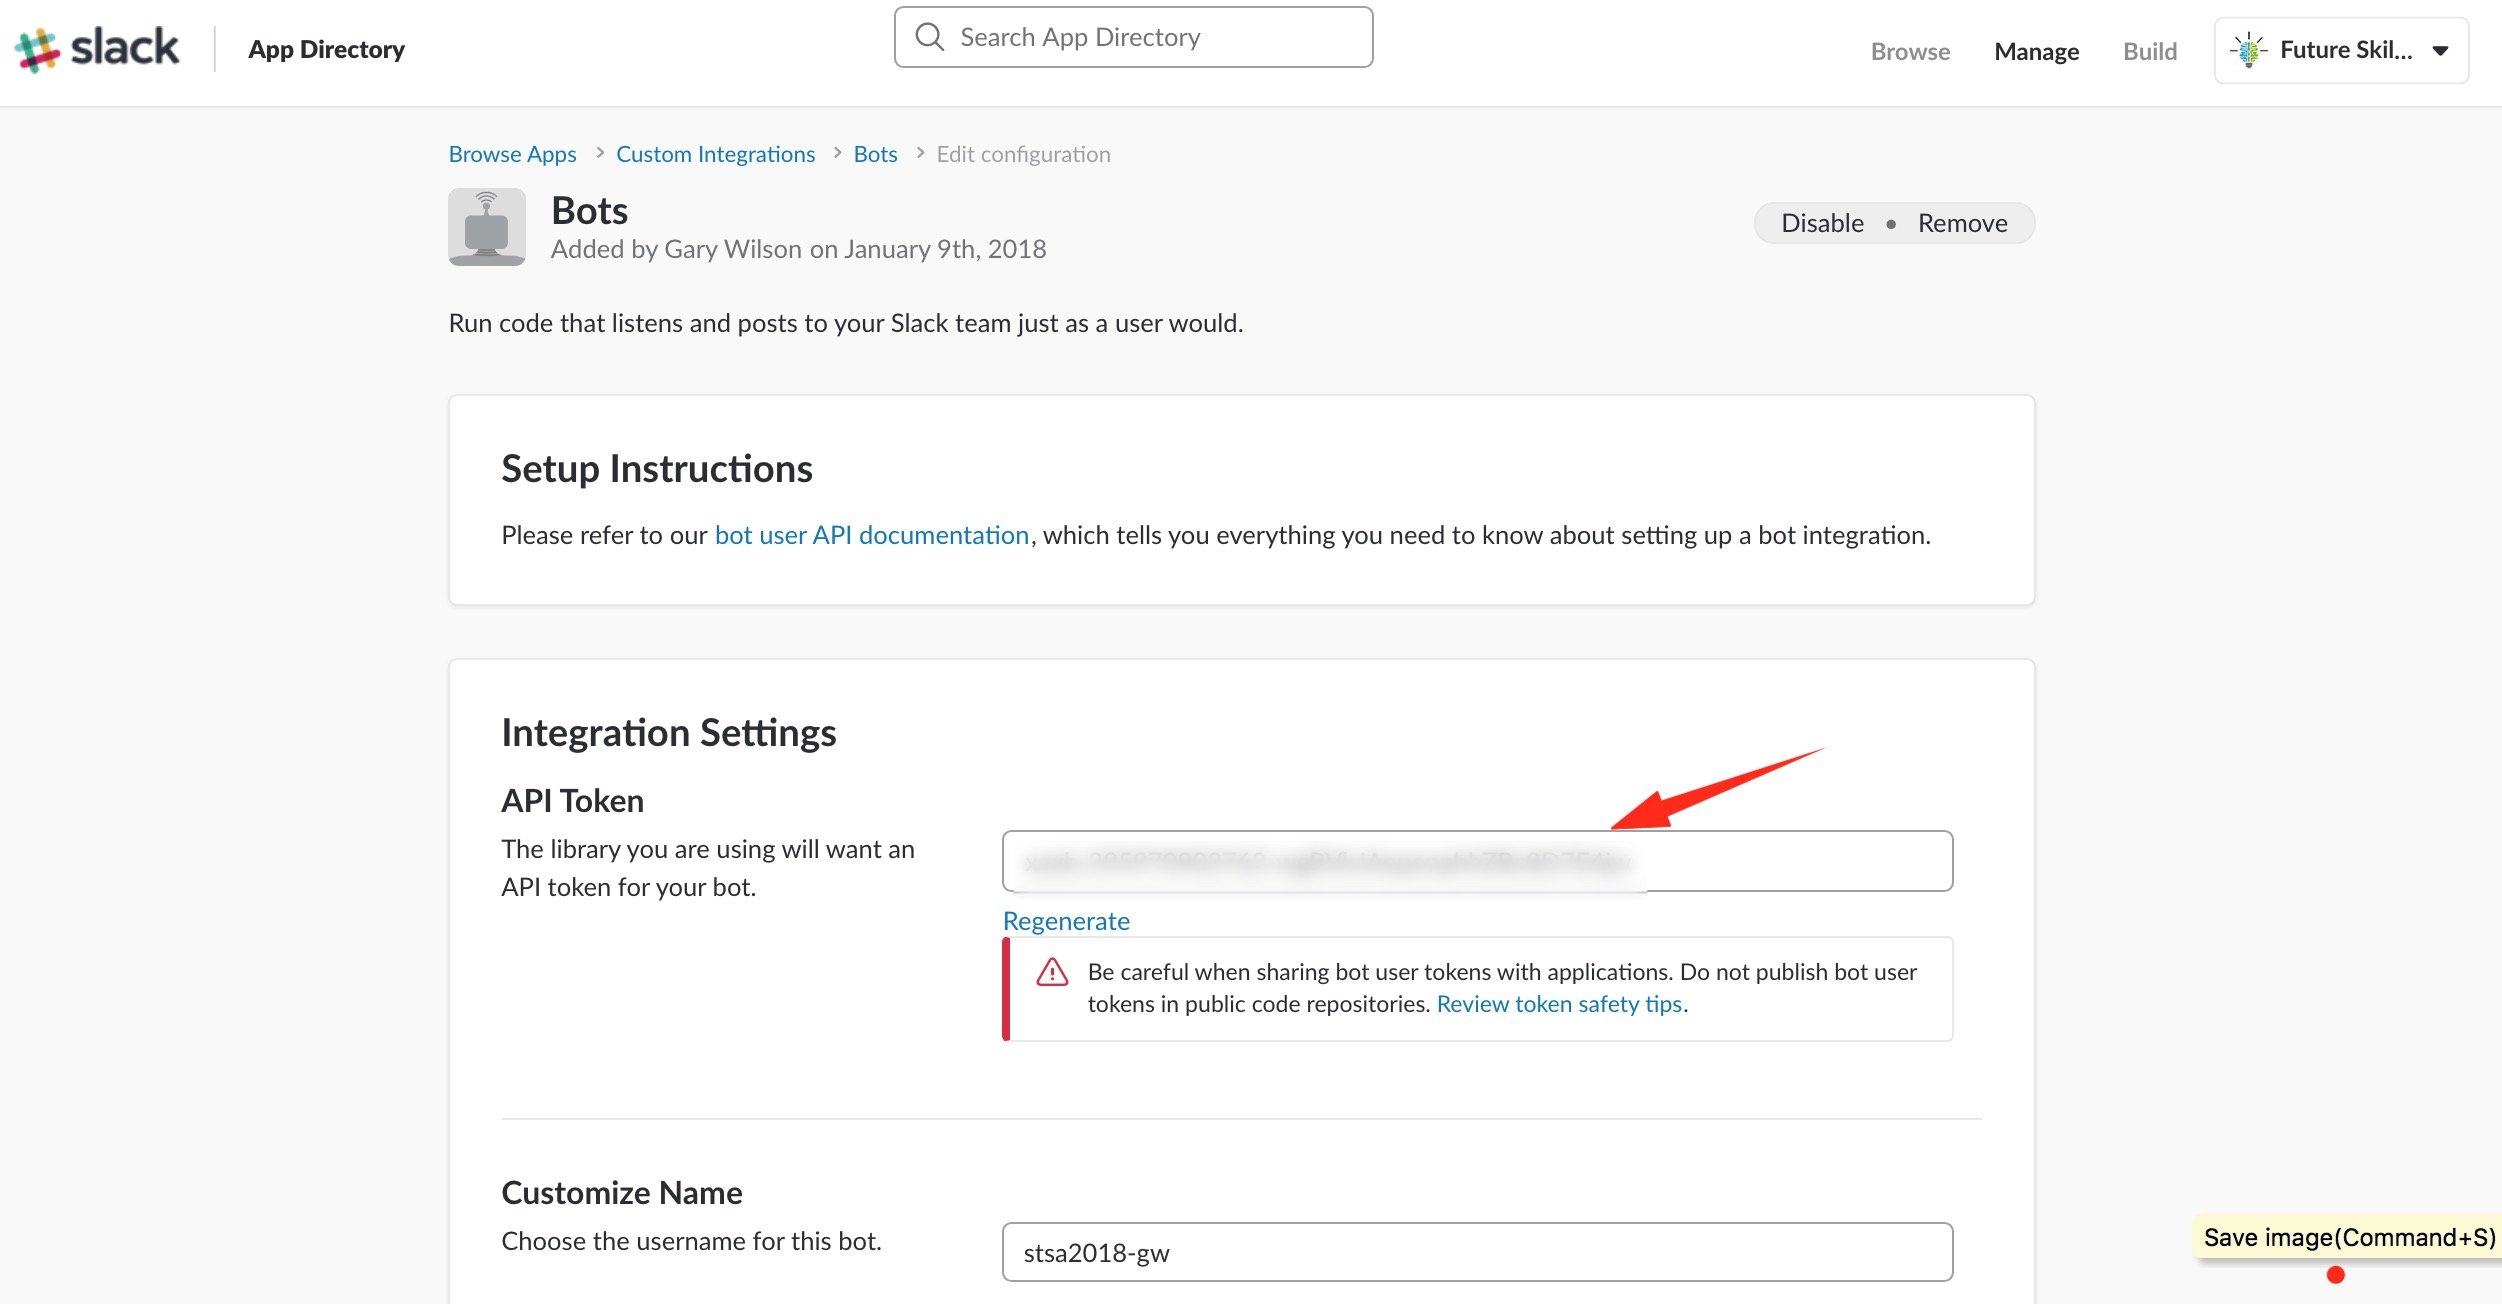 slack
App Directory
Search App Directory
Browse
Manage
Build
Future Skil...
Browse Apps > Custom Integrations > Bots > Edit configuration
Bots
Added by Gary Wilson on January 9th, 2018
Disable • Remove
Run code that listens and posts to your Slack team just as a user would.
Setup Instructions
Please refer to our bot user API documentation, which tells you everything you need to know about setting up a bot integration.
Integration Settings
API Token
The library you are using will want an
API token for your bot.
Regenerate
Be careful when sharing bot user tokens with applications. Do not publish bot user
tokens in public code repositories. Review token safety tips.
Customize Name
Choose the username for this bot.
stsa2018-gw
Save image(Command+S)